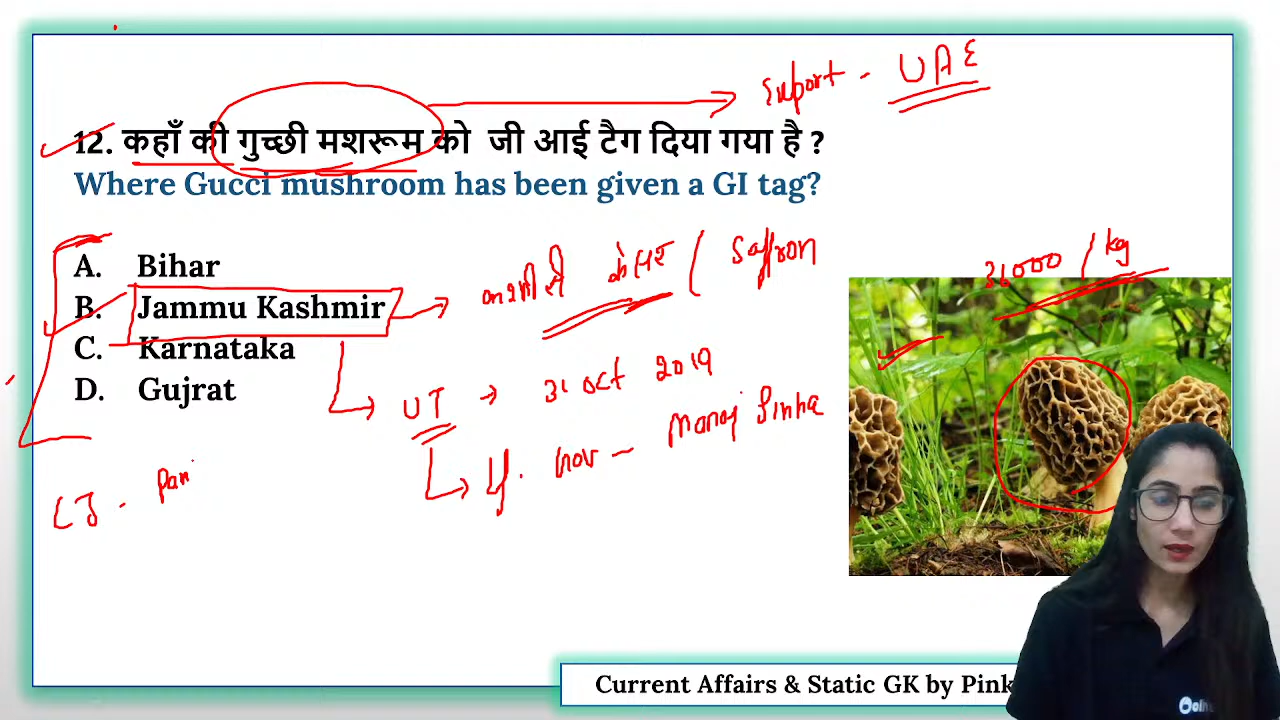 Export - UAE
12. कहाँ की गुच्छी मशरूम को जी आई टैग दिया गया है ?
Where Gucci mushroom has been given a GI tag?
A. Bihar
B. Jammu Kashmir
C. Karnataka
D. Gujrat
कश्मीरी केसर / Saffron
36000 / kg
UT → 31 Oct 2019
Gov - Manoj Sinha
CJ - Pan
Current Affairs & Static GK by Pink